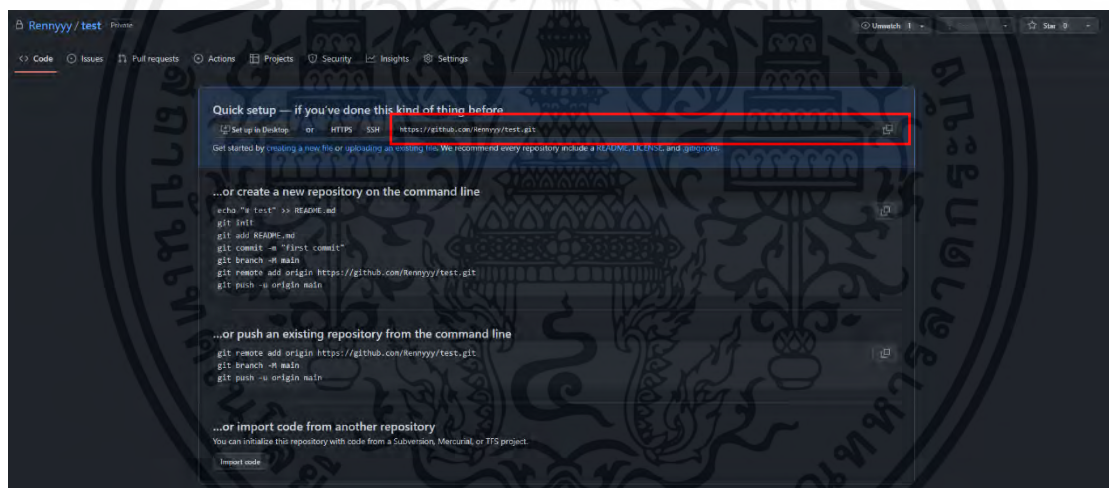 Rennyyy / test Private
Unwatch 1
Star 0
Code Issues Pull requests Actions Projects Security Insights Settings
Quick setup — if you've done this kind of thing before
Set up in Desktop or HTTPS SSH https://github.com/Rennyyy/test.git
Get started by creating a new file or uploading an existing file. We recommend every repository include a README, LICENSE, and .gitignore.
...or create a new repository on the command line
echo "# test" >> README.md
git init
git add README.md
git commit -m "first commit"
git branch -M main
git remote add origin https://github.com/Rennyyy/test.git
git push -u origin main
...or push an existing repository from the command line
git remote add origin https://github.com/Rennyyy/test.git
git branch -M main
git push -u origin main
...or import code from another repository
You can initialize this repository with code from a Subversion, Mercurial, or TFS project.
Import code